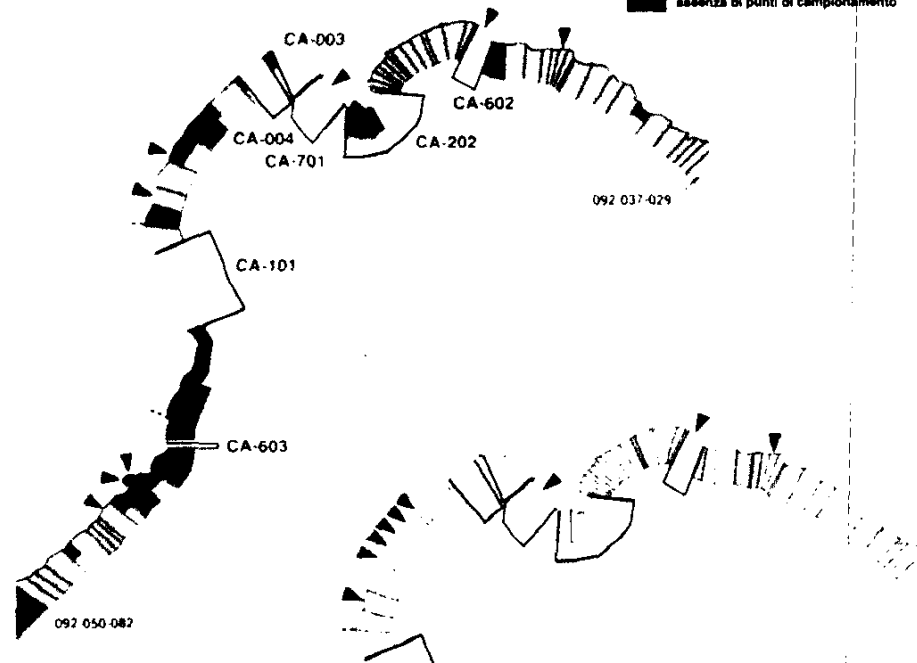 assenza di punti di campionamento
CA-003
CA-602
CA-004
CA-202
CA-701
092 037-029
CA-101
CA-603
092 050-082